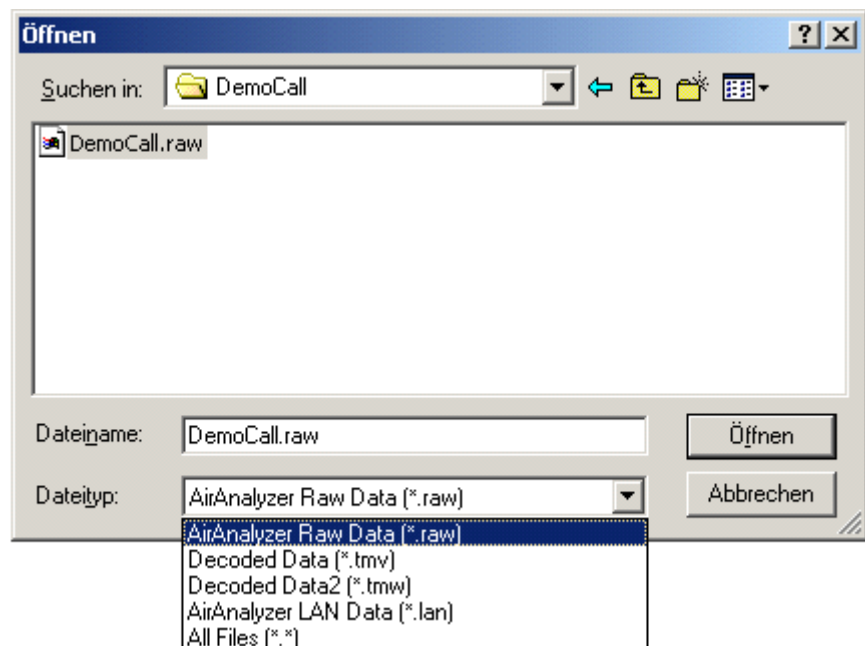 Öffnen
Suchen in: DemoCall
DemoCall.raw
Dateiname: DemoCall.raw Öffnen
Dateityp: AirAnalyzer Raw Data (*.raw) Abbrechen
AirAnalyzer Raw Data (*.raw)
Decoded Data (*.tmv)
Decoded Data2 (*.tmw)
AirAnalyzer LAN Data (*.lan)
All Files (*.*)